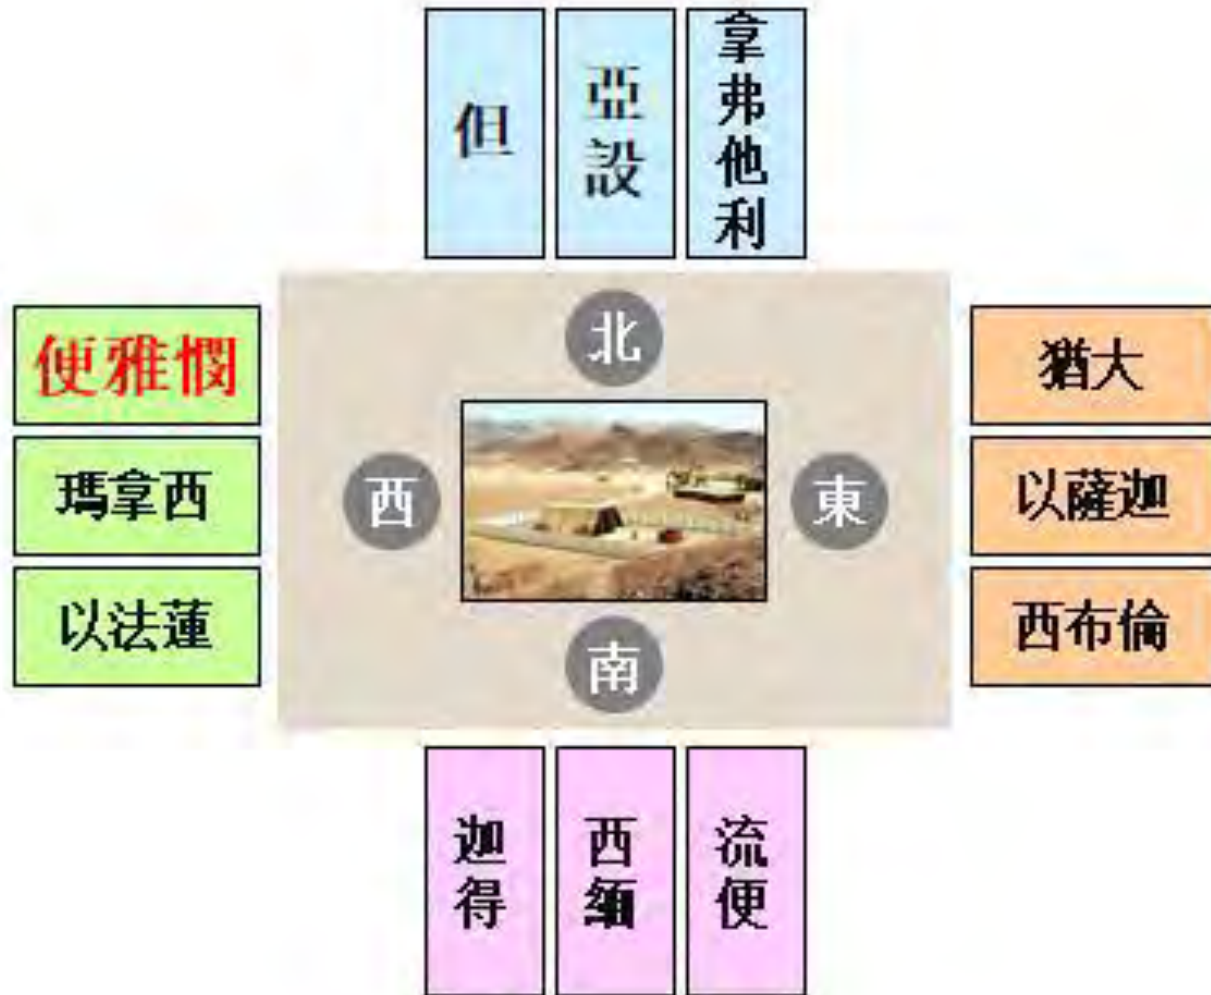 但
亞設
拿弗他利
北
便雅憫
猶大
瑪拿西
西
東
以薩迦
以法蓮
西布倫
南
迦得
西緬
流便